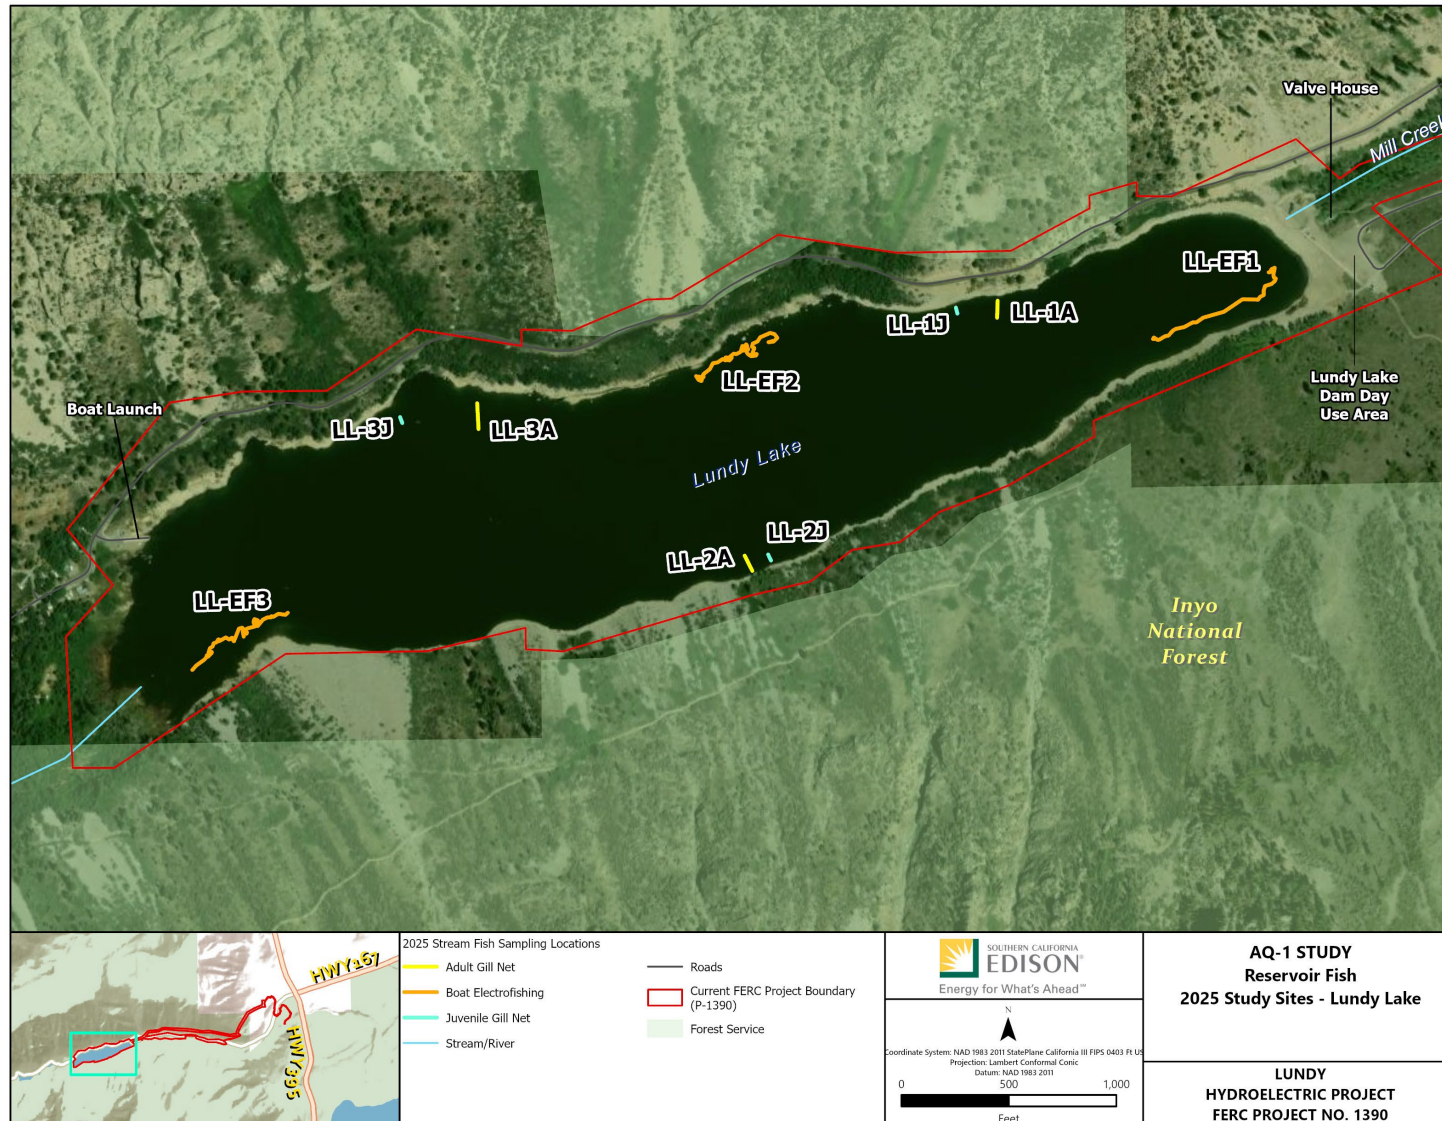 Valve House
Mill Creek
LL-EF1
LL-1J
LL-1A
LL-EF2
Lundy Lake
Dam Day
Use Area
Boat Launch
LL-3J
LL-3A
Lundy Lake
LL-2J
LL-2A
LL-EF3
Inyo
National
Forest
HWY167
HWY395
2025 Stream Fish Sampling Locations
Adult Gill Net
Boat Electrofishing
Juvenile Gill Net
Stream/River
Roads
Current FERC Project Boundary
(P-1390)
Forest Service
SOUTHERN CALIFORNIA
EDISON®
Energy for What's Ahead℠
N
Coordinate System: NAD 1983 2011 StatePlane California III FIPS 0403 Ft US
Projection: Lambert Conformal Conic
Datum: NAD 1983 2011
0 500 1,000
Feet
AQ-1 STUDY
Reservoir Fish
2025 Study Sites - Lundy Lake
LUNDY
HYDROELECTRIC PROJECT
FERC PROJECT NO. 1390